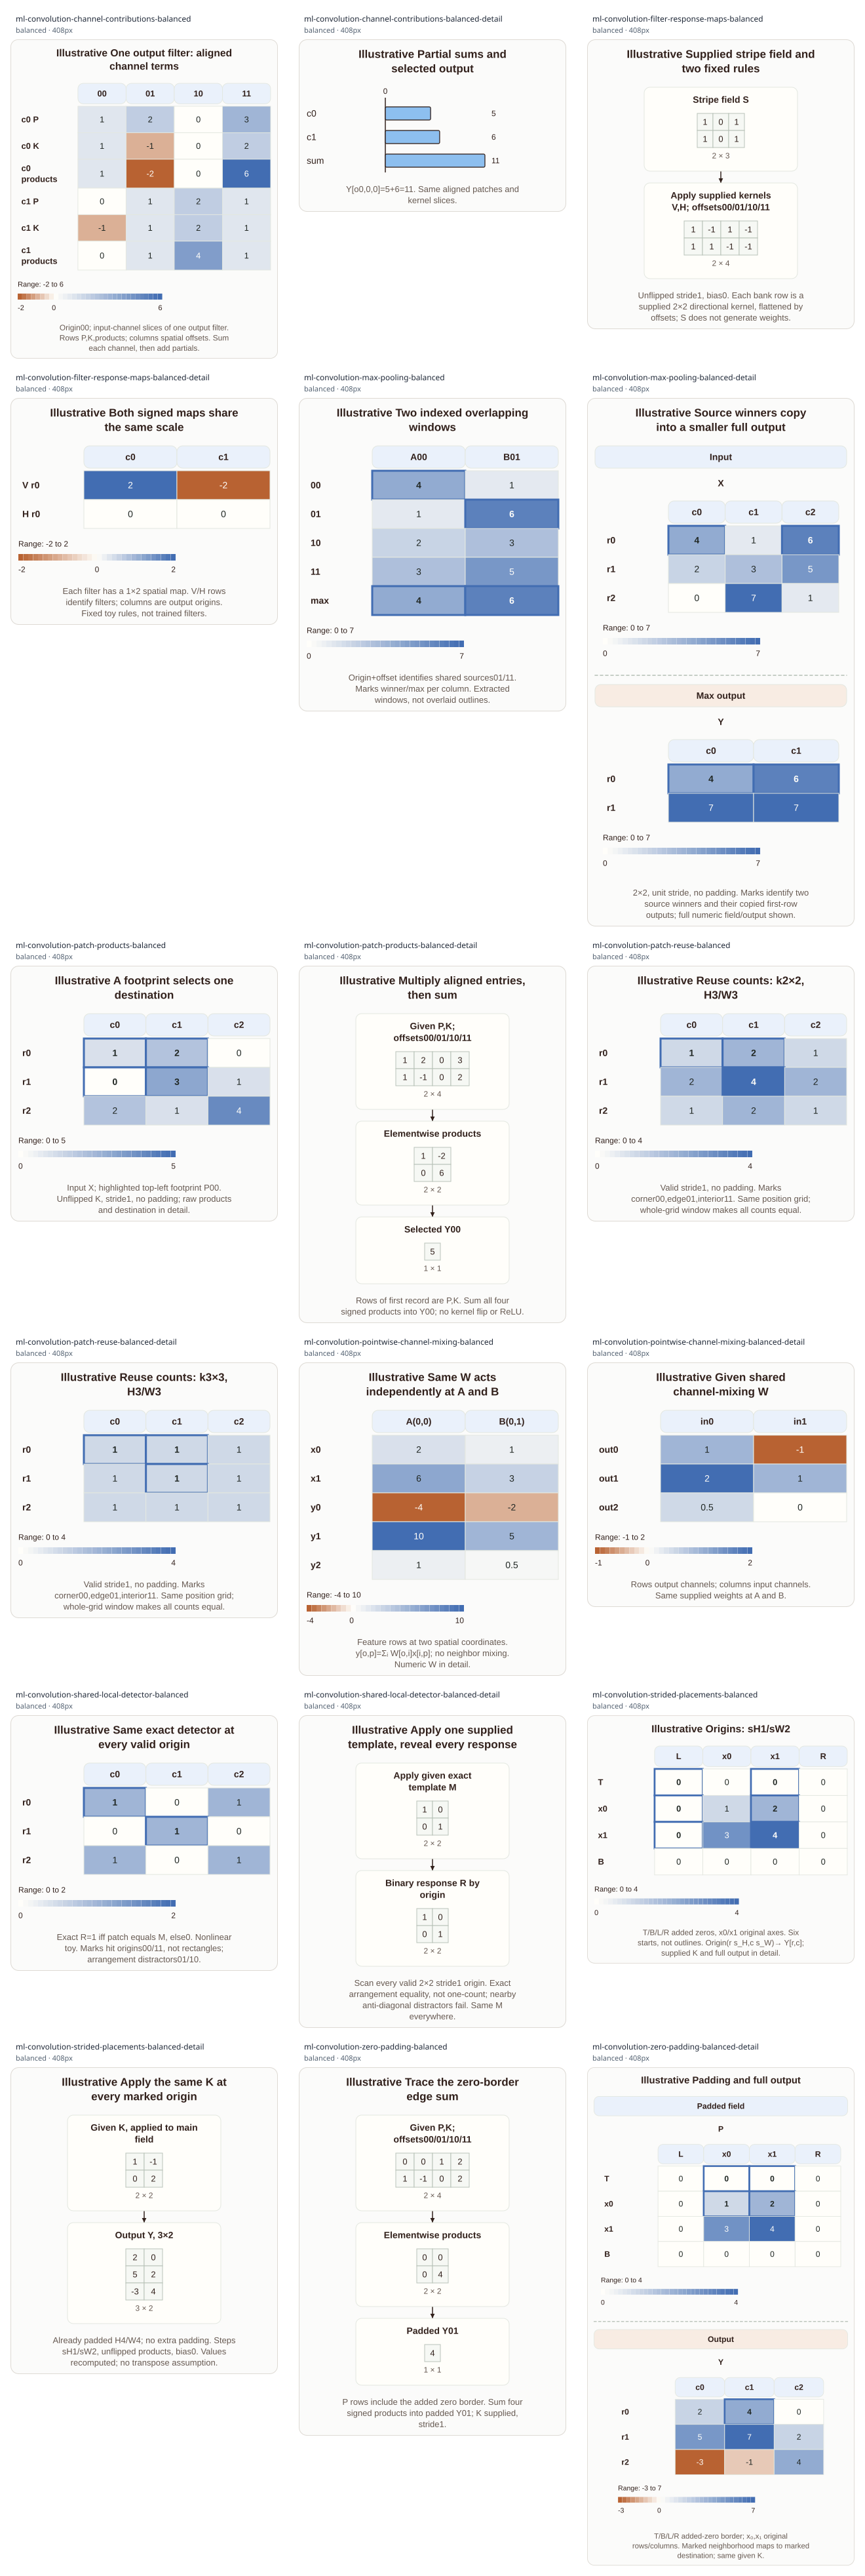 ml-convolution-channel-contributions-balanced
balanced · 408px
Illustrative One output filter: aligned
channel terms
00 01 10 11
c0 P 1 2 0 3
c0 K 1 -1 0 2
c0
products 1 -2 0 6
c1 P 0 1 2 1
c1 K -1 1 2 1
c1
products 0 1 4 1
Range: -2 to 6
-2 0 6
Origin00; input-channel slices of one output filter.
Rows P,K,products; columns spatial offsets. Sum
each channel, then add partials.
ml-convolution-channel-contributions-balanced-detail
balanced · 408px
Illustrative Partial sums and
selected output
0
c0 5
c1 6
sum 11
Y[o0,0,0]=5+6=11. Same aligned patches and
kernel slices.
ml-convolution-filter-response-maps-balanced
balanced · 408px
Illustrative Supplied stripe field and
two fixed rules
Stripe field S
1 0 1
1 0 1
2 × 3
Apply supplied kernels
V,H; offsets00/01/10/11
1 -1 1 -1
1 1 -1 -1
2 × 4
Unflipped stride1, bias0. Each bank row is a
supplied 2×2 directional kernel, flattened by
offsets; S does not generate weights.
ml-convolution-filter-response-maps-balanced-detail
balanced · 408px
Illustrative Both signed maps share
the same scale
c0 c1
V r0 2 -2
H r0 0 0
Range: -2 to 2
-2 0 2
Each filter has a 1×2 spatial map. V/H rows
identify filters; columns are output origins.
Fixed toy rules, not trained filters.
ml-convolution-max-pooling-balanced
balanced · 408px
Illustrative Two indexed overlapping
windows
A00 B01
00 4 1
01 1 6
10 2 3
11 3 5
max 4 6
Range: 0 to 7
0 7
Origin+offset identifies shared sources01/11.
Marks winner/max per column. Extracted
windows, not overlaid outlines.
ml-convolution-max-pooling-balanced-detail
balanced · 408px
Illustrative Source winners copy
into a smaller full output
Input
X
c0 c1 c2
r0 4 1 6
r1 2 3 5
r2 0 7 1
Range: 0 to 7
0 7
Max output
Y
c0 c1
r0 4 6
r1 7 7
Range: 0 to 7
0 7
2×2, unit stride, no padding. Marks identify two
source winners and their copied first-row
outputs; full numeric field/output shown.
ml-convolution-patch-products-balanced
balanced · 408px
Illustrative A footprint selects one
destination
c0 c1 c2
r0 1 2 0
r1 0 3 1
r2 2 1 4
Range: 0 to 5
0 5
Input X; highlighted top-left footprint P00.
Unflipped K, stride1, no padding; raw products
and destination in detail.
ml-convolution-patch-products-balanced-detail
balanced · 408px
Illustrative Multiply aligned entries,
then sum
Given P,K;
offsets00/01/10/11
1 2 0 3
1 -1 0 2
2 × 4
Elementwise products
1 -2
0 6
2 × 2
Selected Y00
5
1 × 1
Rows of first record are P,K. Sum all four
signed products into Y00; no kernel flip or ReLU.
ml-convolution-patch-reuse-balanced
balanced · 408px
Illustrative Reuse counts: k2×2,
H3/W3
c0 c1 c2
r0 1 2 1
r1 2 4 2
r2 1 2 1
Range: 0 to 4
0 4
Valid stride1, no padding. Marks
corner00,edge01,interior11. Same position grid;
whole-grid window makes all counts equal.
ml-convolution-patch-reuse-balanced-detail
balanced · 408px
Illustrative Reuse counts: k3×3,
H3/W3
c0 c1 c2
r0 1 1 1
r1 1 1 1
r2 1 1 1
Range: 0 to 4
0 4
Valid stride1, no padding. Marks
corner00,edge01,interior11. Same position grid;
whole-grid window makes all counts equal.
ml-convolution-pointwise-channel-mixing-balanced
balanced · 408px
Illustrative Same W acts
independently at A and B
A(0,0) B(0,1)
x0 2 1
x1 6 3
y0 -4 -2
y1 10 5
y2 1 0.5
Range: -4 to 10
-4 0 10
Feature rows at two spatial coordinates.
y[o,p]=Σᵢ W[o,i]x[i,p]; no neighbor mixing.
Numeric W in detail.
ml-convolution-pointwise-channel-mixing-balanced-detail
balanced · 408px
Illustrative Given shared
channel-mixing W
in0 in1
out0 1 -1
out1 2 1
out2 0.5 0
Range: -1 to 2
-1 0 2
Rows output channels; columns input channels.
Same supplied weights at A and B.
ml-convolution-shared-local-detector-balanced
balanced · 408px
Illustrative Same exact detector at
every valid origin
c0 c1 c2
r0 1 0 1
r1 0 1 0
r2 1 0 1
Range: 0 to 2
0 2
Exact R=1 iff patch equals M, else0. Nonlinear
toy. Marks hit origins00/11, not rectangles;
arrangement distractors01/10.
ml-convolution-shared-local-detector-balanced-detail
balanced · 408px
Illustrative Apply one supplied
template, reveal every response
Apply given exact
template M
1 0
0 1
2 × 2
Binary response R by
origin
1 0
0 1
2 × 2
Scan every valid 2×2 stride1 origin. Exact
arrangement equality, not one-count; nearby
anti-diagonal distractors fail. Same M
everywhere.
ml-convolution-strided-placements-balanced
balanced · 408px
Illustrative Origins: sH1/sW2
L x0 x1 R
T 0 0 0 0
x0 0 1 2 0
x1 0 3 4 0
B 0 0 0 0
Range: 0 to 4
0 4
T/B/L/R added zeros, x0/x1 original axes. Six
starts, not outlines. Origin(r s_H,c s_W)→ Y[r,c];
supplied K and full output in detail.
ml-convolution-strided-placements-balanced-detail
balanced · 408px
Illustrative Apply the same K at
every marked origin
Given K, applied to main
field
1 -1
0 2
2 × 2
Output Y, 3×2
2 0
5 2
-3 4
3 × 2
Already padded H4/W4; no extra padding. Steps
sH1/sW2, unflipped products, bias0. Values
recomputed; no transpose assumption.
ml-convolution-zero-padding-balanced
balanced · 408px
Illustrative Trace the zero-border
edge sum
Given P,K;
offsets00/01/10/11
0 0 1 2
1 -1 0 2
2 × 4
Elementwise products
0 0
0 4
2 × 2
Padded Y01
4
1 × 1
P rows include the added zero border. Sum four
signed products into padded Y01; K supplied,
stride1.
ml-convolution-zero-padding-balanced-detail
balanced · 408px
Illustrative Padding and full output
Padded field
P
L x0 x1 R
T 0 0 0 0
x0 0 1 2 0
x1 0 3 4 0
B 0 0 0 0
Range: 0 to 4
0 4
Output
Y
c0 c1 c2
r0 2 4 0
r1 5 7 2
r2 -3 -1 4
Range: -3 to 7
-3 0 7
T/B/L/R added-zero border; x₀,x₁ original
rows/columns. Marked neighborhood maps to marked
destination; same given K.